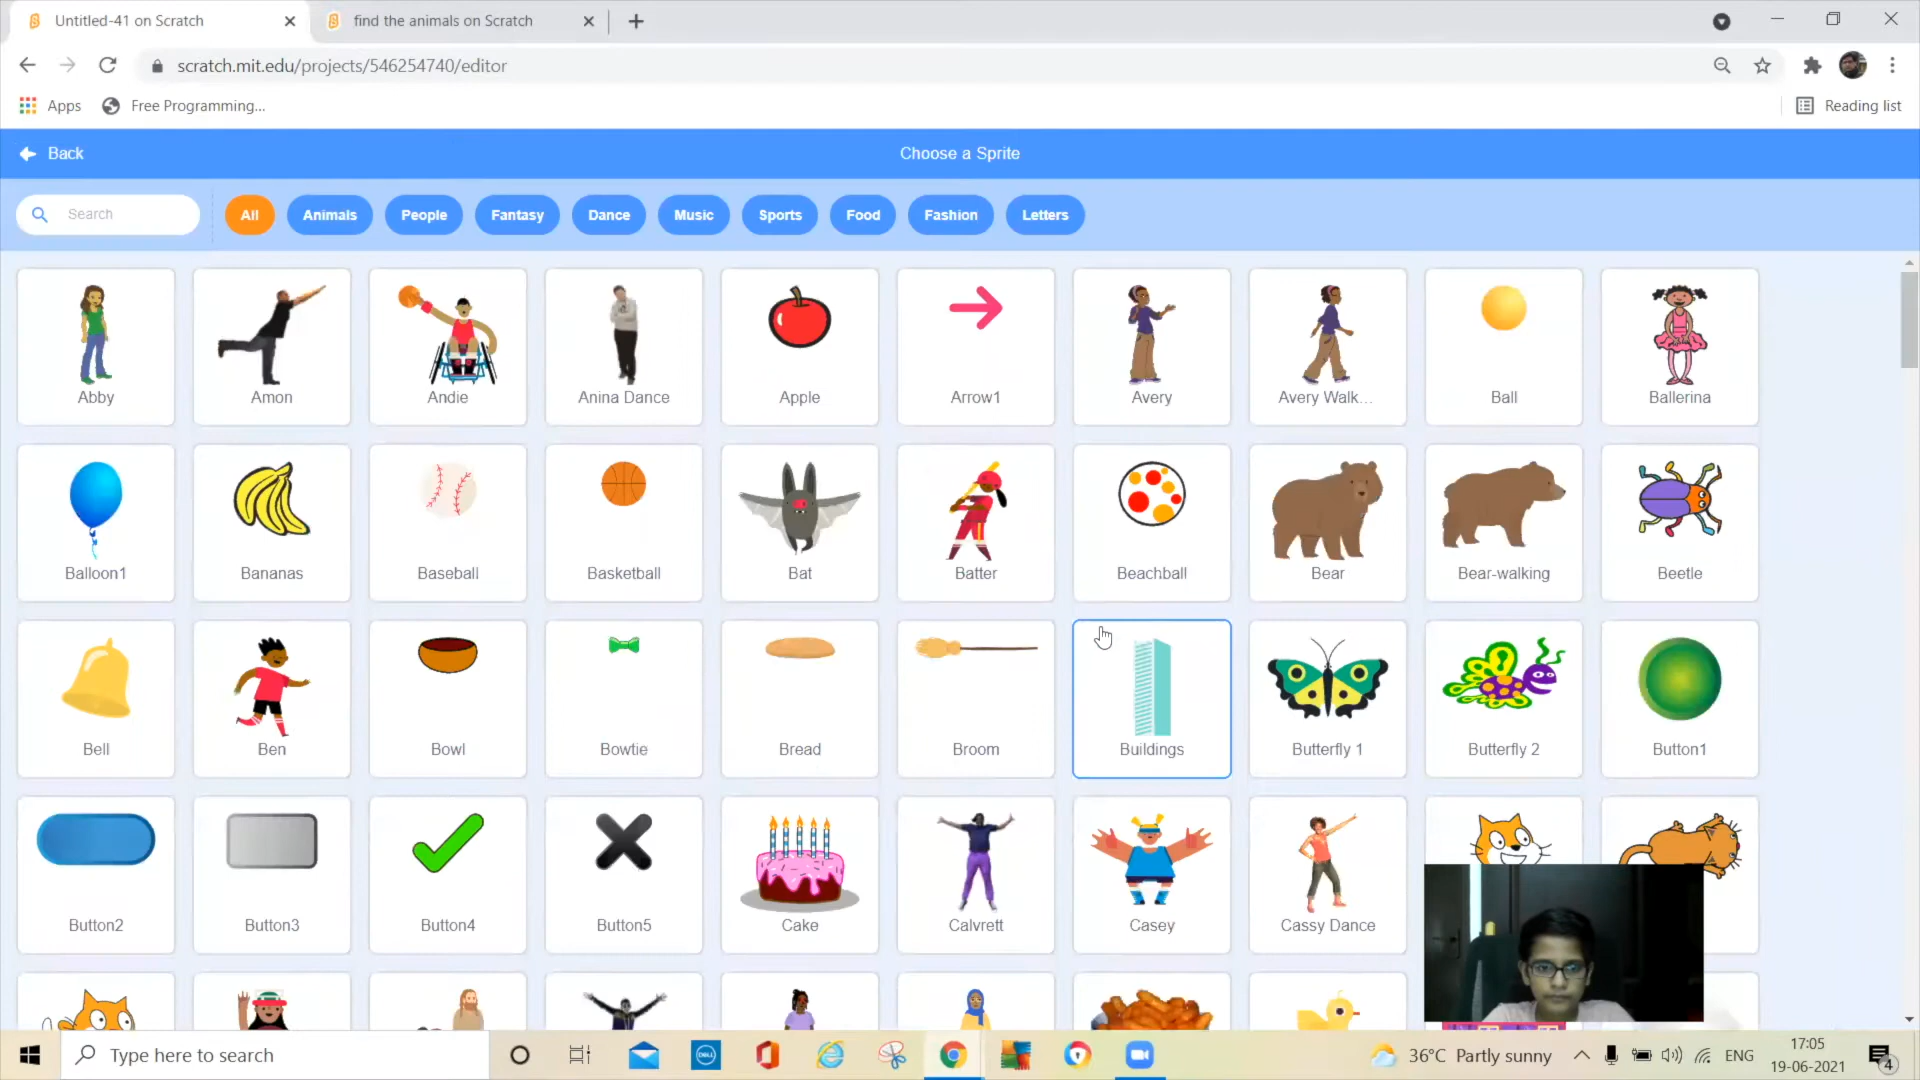 Untitled-41 on Scratch
find the animals on Scratch
scratch.mit.edu/projects/546254740/editor
Apps
Free Programming...
Reading list
Back
Choose a Sprite
Search
All
Animals
People
Fantasy
Dance
Music
Sports
Food
Fashion
Letters
Abby
Amon
Andie
Anina Dance
Apple
Arrow1
Avery
Avery Walk...
Ball
Ballerina
Balloon1
Bananas
Baseball
Basketball
Bat
Batter
Beachball
Bear
Bear-walking
Beetle
Bell
Ben
Bowl
Bowtie
Bread
Broom
Buildings
Butterfly 1
Butterfly 2
Button1
Button2
Button3
Button4
Button5
Cake
Calvrett
Casey
Cassy Dance
Type here to search
DELL
36°C Partly sunny
ENG
17:05
19-06-2021
4